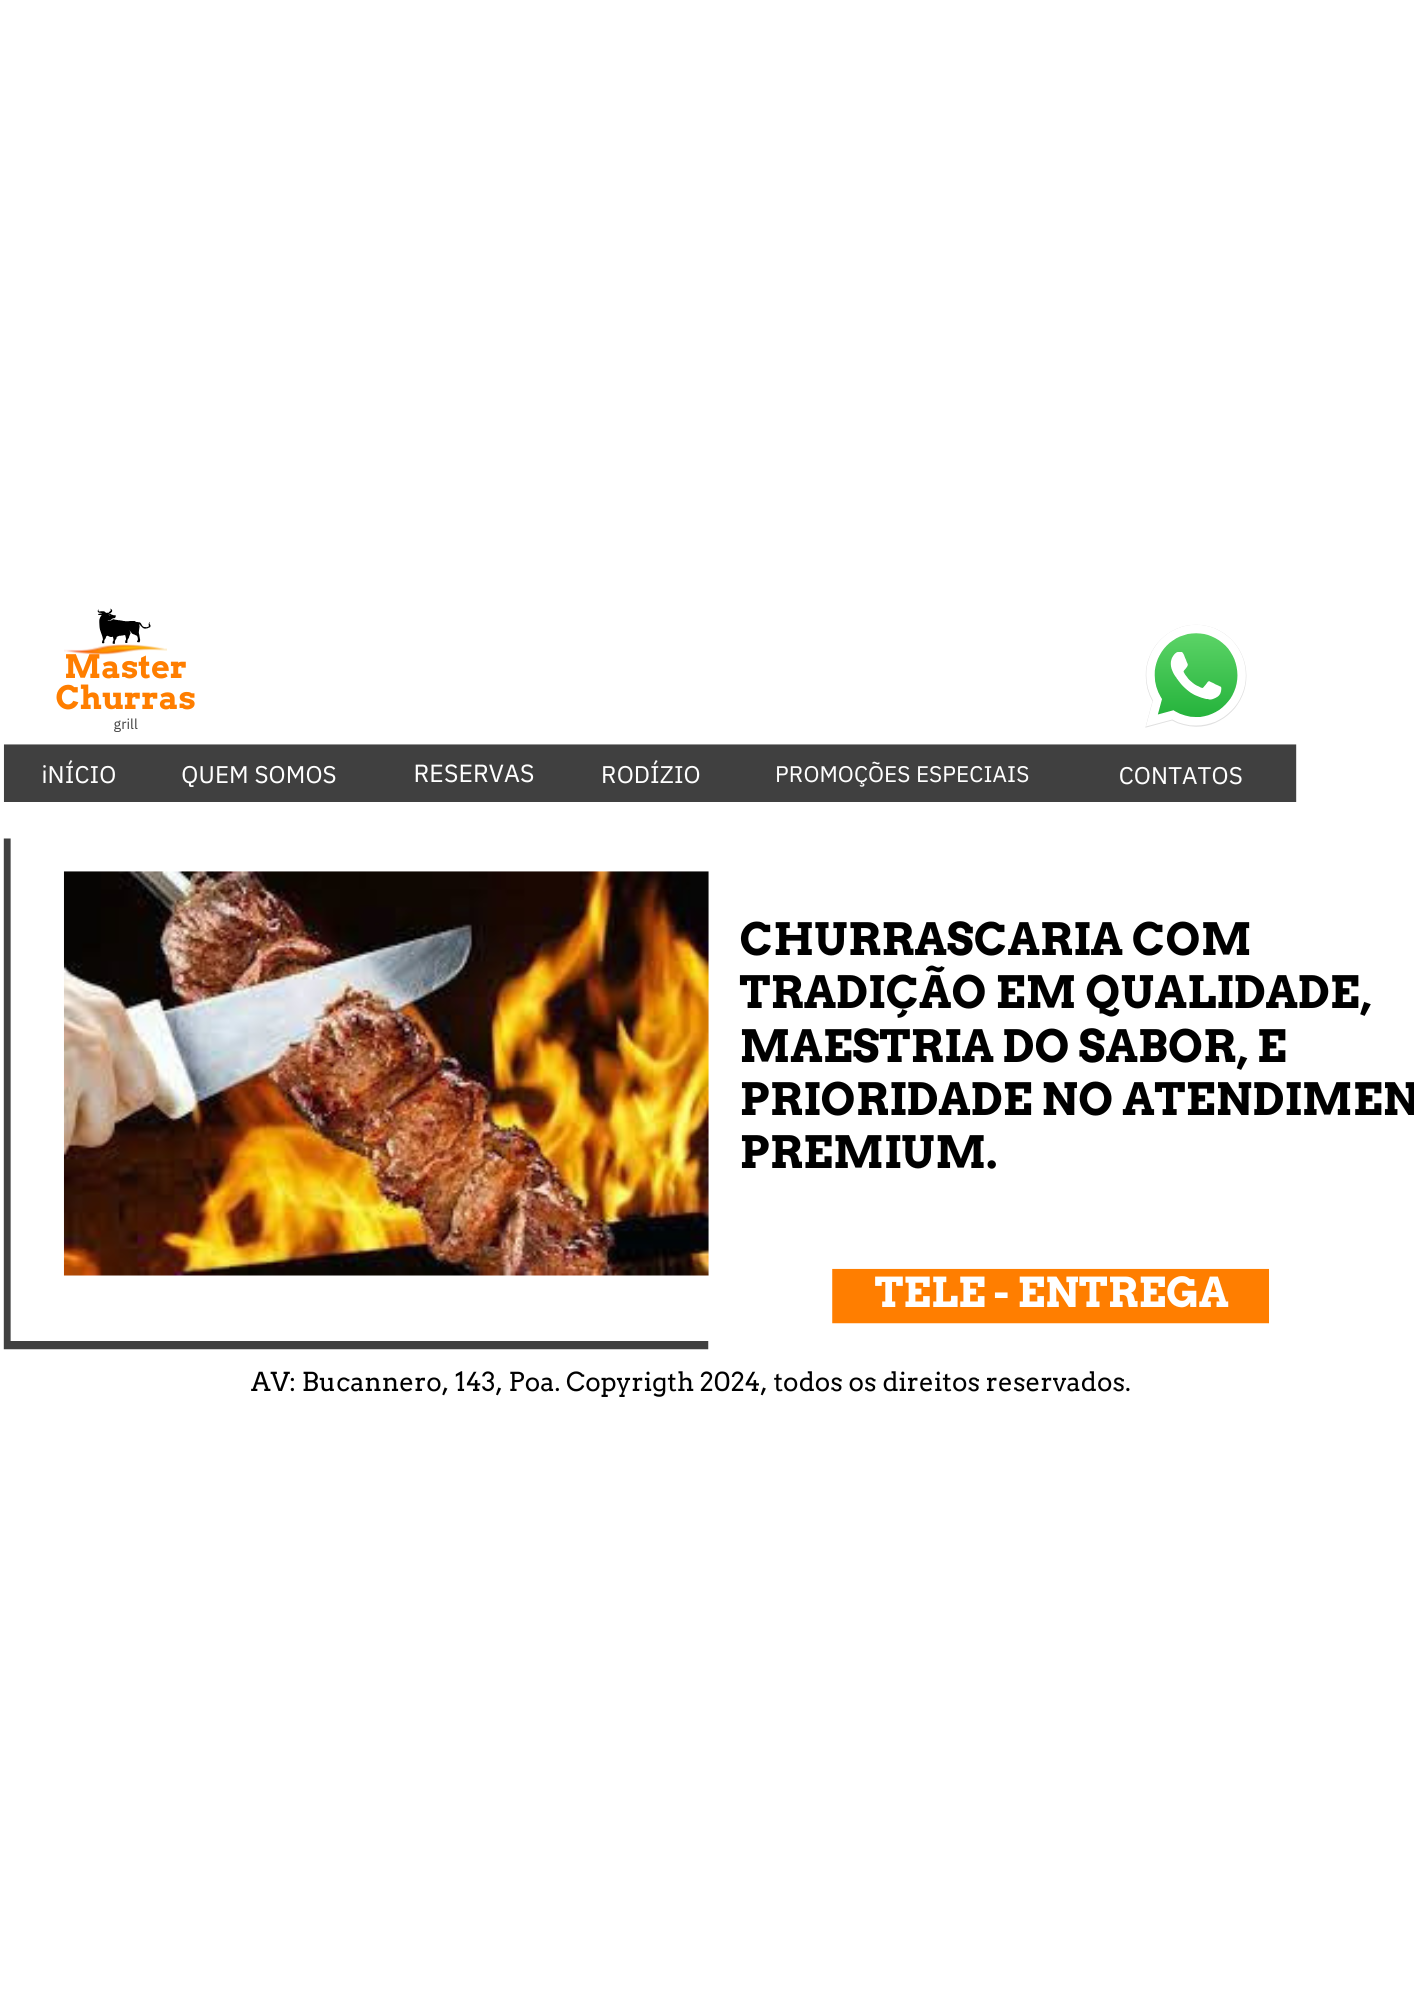 Master
Churras
grill
iNÍCIO
QUEM SOMOS
RESERVAS
RODÍZIO
PROMOÇÕES ESPECIAIS
CONTATOS
CHURRASCARIA COM
TRADIÇÃO EM QUALIDADE,
MAESTRIA DO SABOR, E
PRIORIDADE NO ATENDIMEN
PREMIUM.
TELE - ENTREGA
AV: Bucannero, 143, Poa. Copyrigth 2024, todos os direitos reservados.